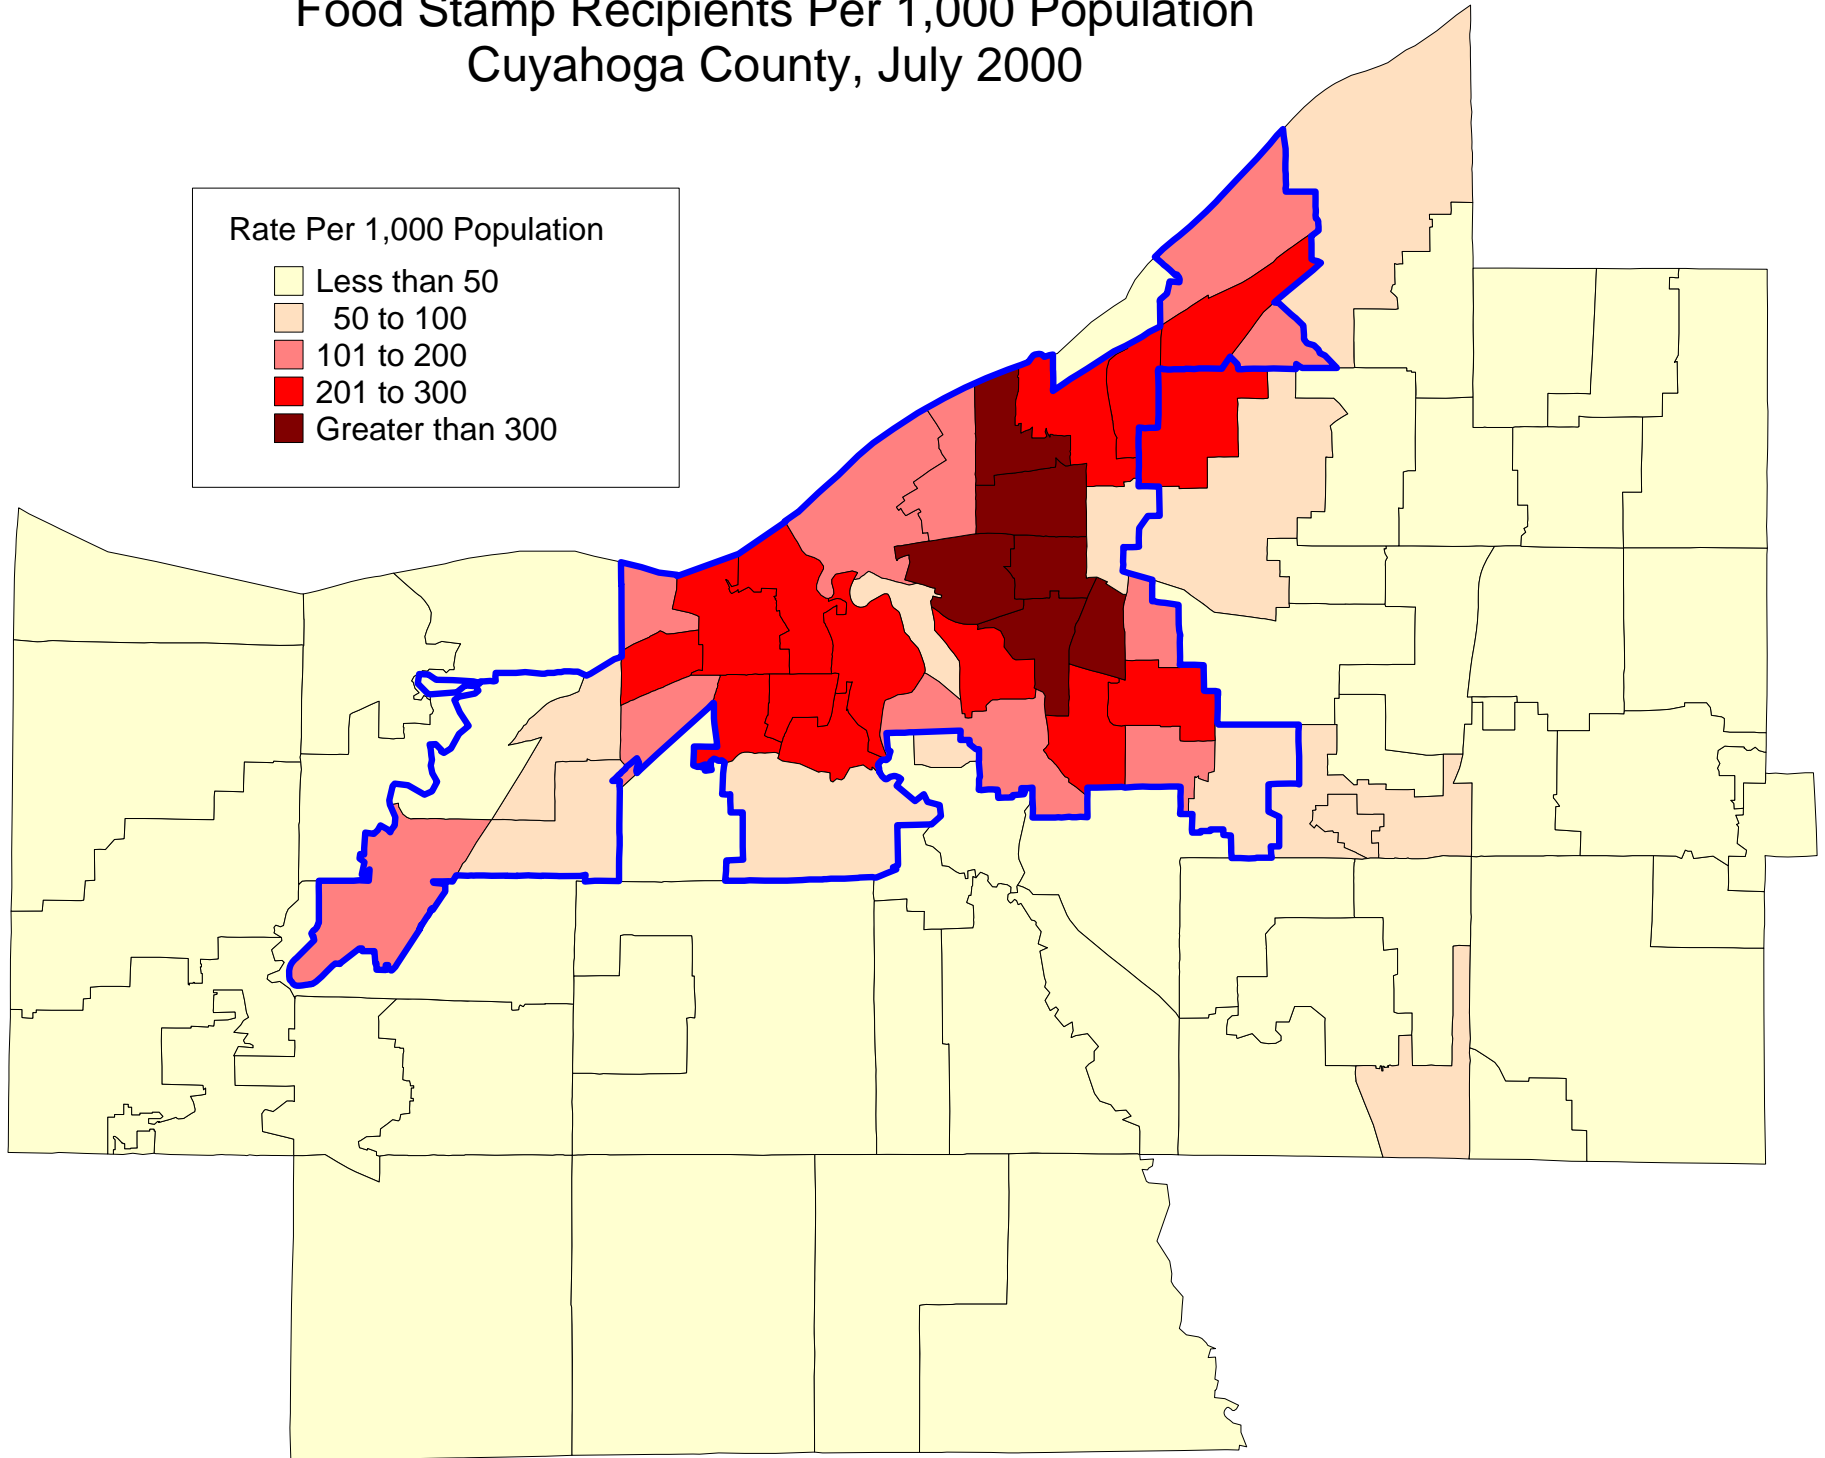 Food Stamp Recipients Per 1,000 Population
Cuyahoga County, July 2000
Rate Per 1,000 Population
Less than 50
50 to 100
101 to 200
201 to 300
Greater than 300